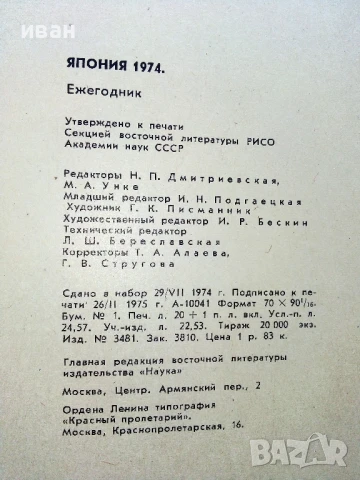 иван
ЯПОНИЯ 1974.
Ежегодник
Утверждено к печати
Секцией восточной литературы РИСО
Академии наук СССР
Редакторы Н. П. Дмитриевская,
М. А. Унке
Младший редактор И. Н. Подгаецкая
Художник Г. К. Писманник
Художественный редактор И. Р. Бескин
Технический редактор
Л. Ш. Береславская
Корректоры Т. А. Алаева,
Г. В. Стругова
Сдано в набор 29/VII 1974 г. Подписано к пе-
чати 26/II 1975 г. А-10041 Формат 70 × 90 1/16.
Бум. № 1. Печ. л. 20 + 1 п. л. вкл. Усл.-п. л.
24,57. Уч.-изд. л. 22,53. Тираж 20 000 экз.
Изд. № 3481. Зак. 3810. Цена 1 р. 83 к.
Главная редакция восточной литературы
издательства «Наука»
Москва, Центр. Армянский пер., 2
Ордена Ленина типография
«Красный пролетарий».
Москва, Краснопролетарская, 16.
bazar.bg